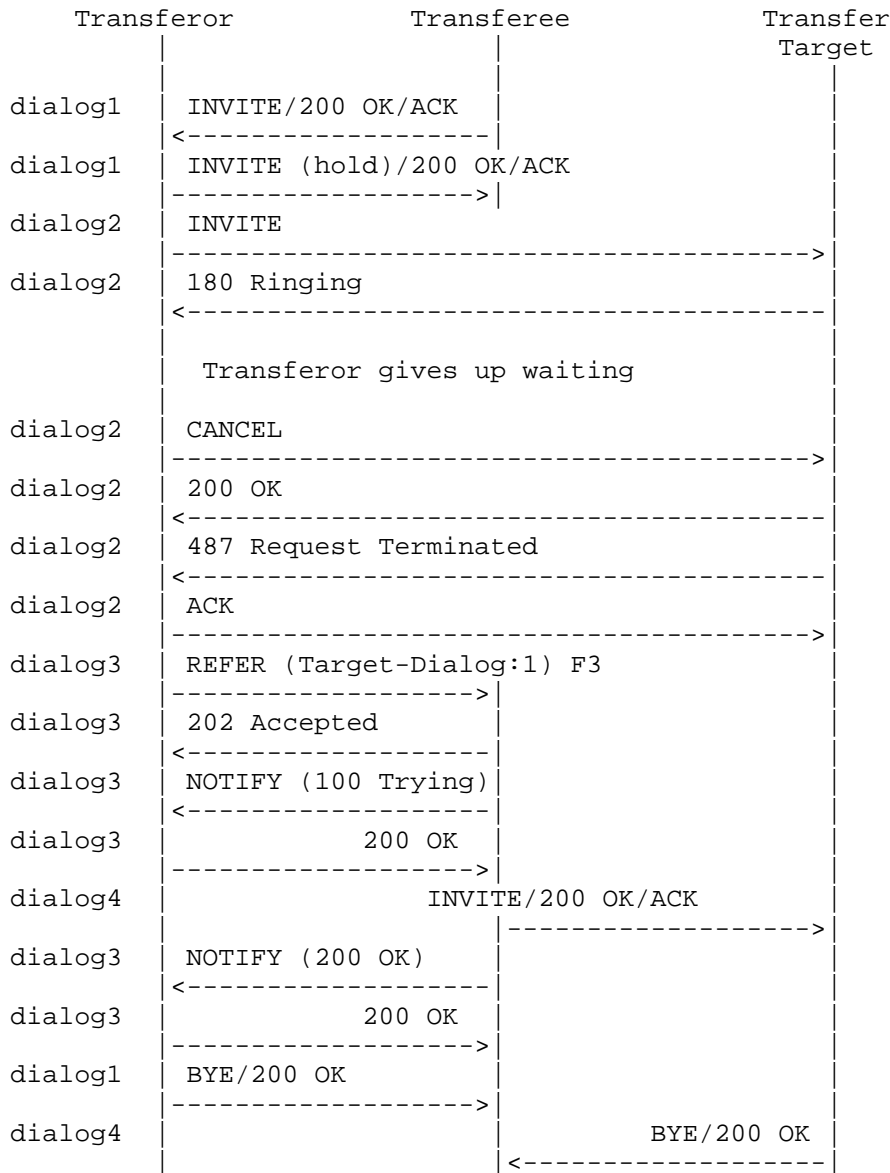 Transferor Transferee Transfer
Target
dialog1 INVITE/200 OK/ACK
dialog1 INVITE (hold)/200 OK/ACK
dialog2 INVITE
dialog2 180 Ringing
Transferor gives up waiting
dialog2 CANCEL
dialog2 200 OK
dialog2 487 Request Terminated
dialog2 ACK
dialog3 REFER (Target-Dialog:1) F3
dialog3 202 Accepted
dialog3 NOTIFY (100 Trying)
dialog3 200 OK
dialog4 INVITE/200 OK/ACK
dialog3 NOTIFY (200 OK)
dialog3 200 OK
dialog1 BYE/200 OK
dialog4 BYE/200 OK